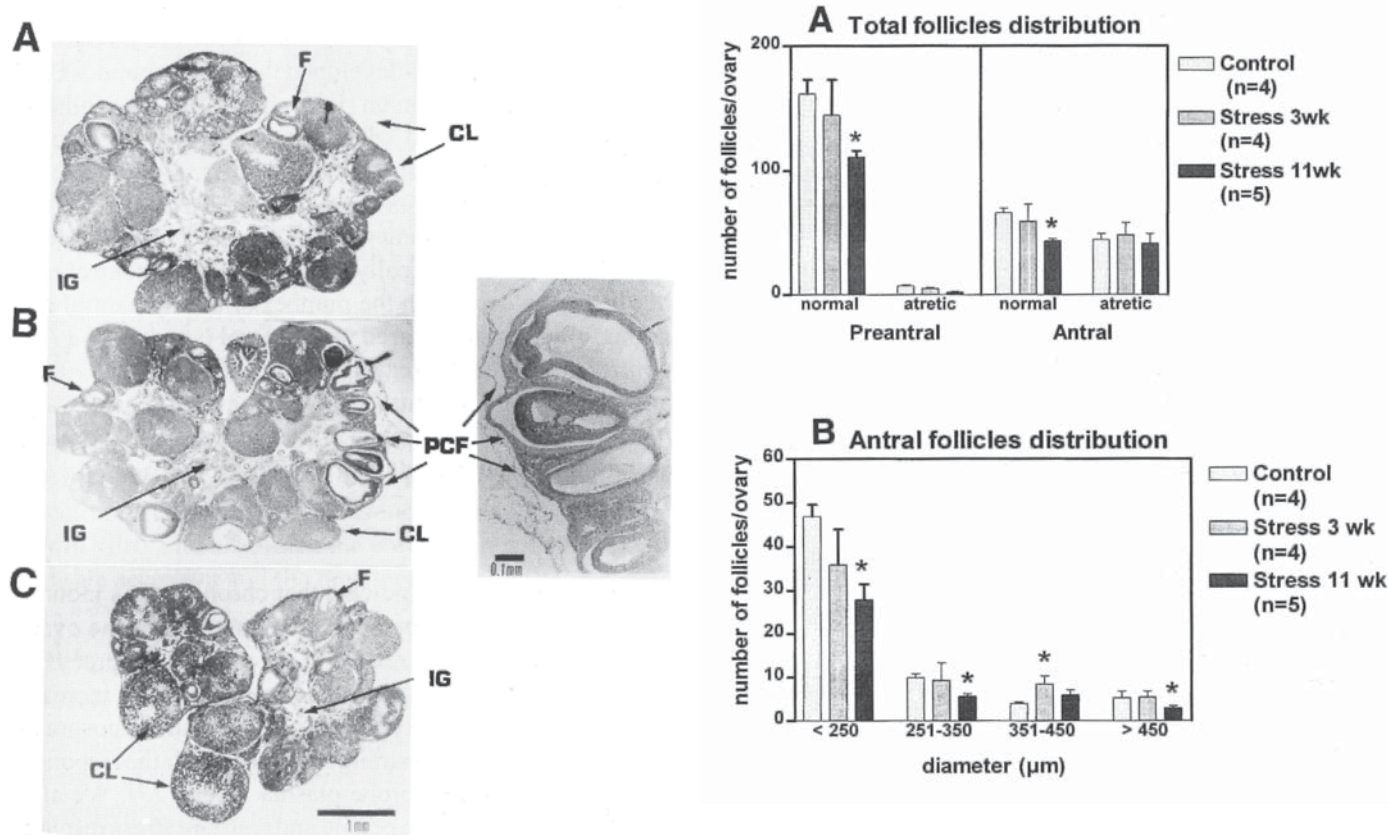 A
F
CL
IG
B
F
PCF
IG
CL
0.1mm
C
F
IG
CL
1mm
A Total follicles distribution
number of follicles/ovary
200
100
0
normal atretic normal atretic
Preantral Antral
* *
Control
(n=4)
Stress 3wk
(n=4)
Stress 11wk
(n=5)
B Antral follicles distribution
number of follicles/ovary
60
50
40
30
20
10
0
* * * *
< 250 251-350 351-450 > 450
diameter (µm)
Control
(n=4)
Stress 3 wk
(n=4)
Stress 11 wk
(n=5)